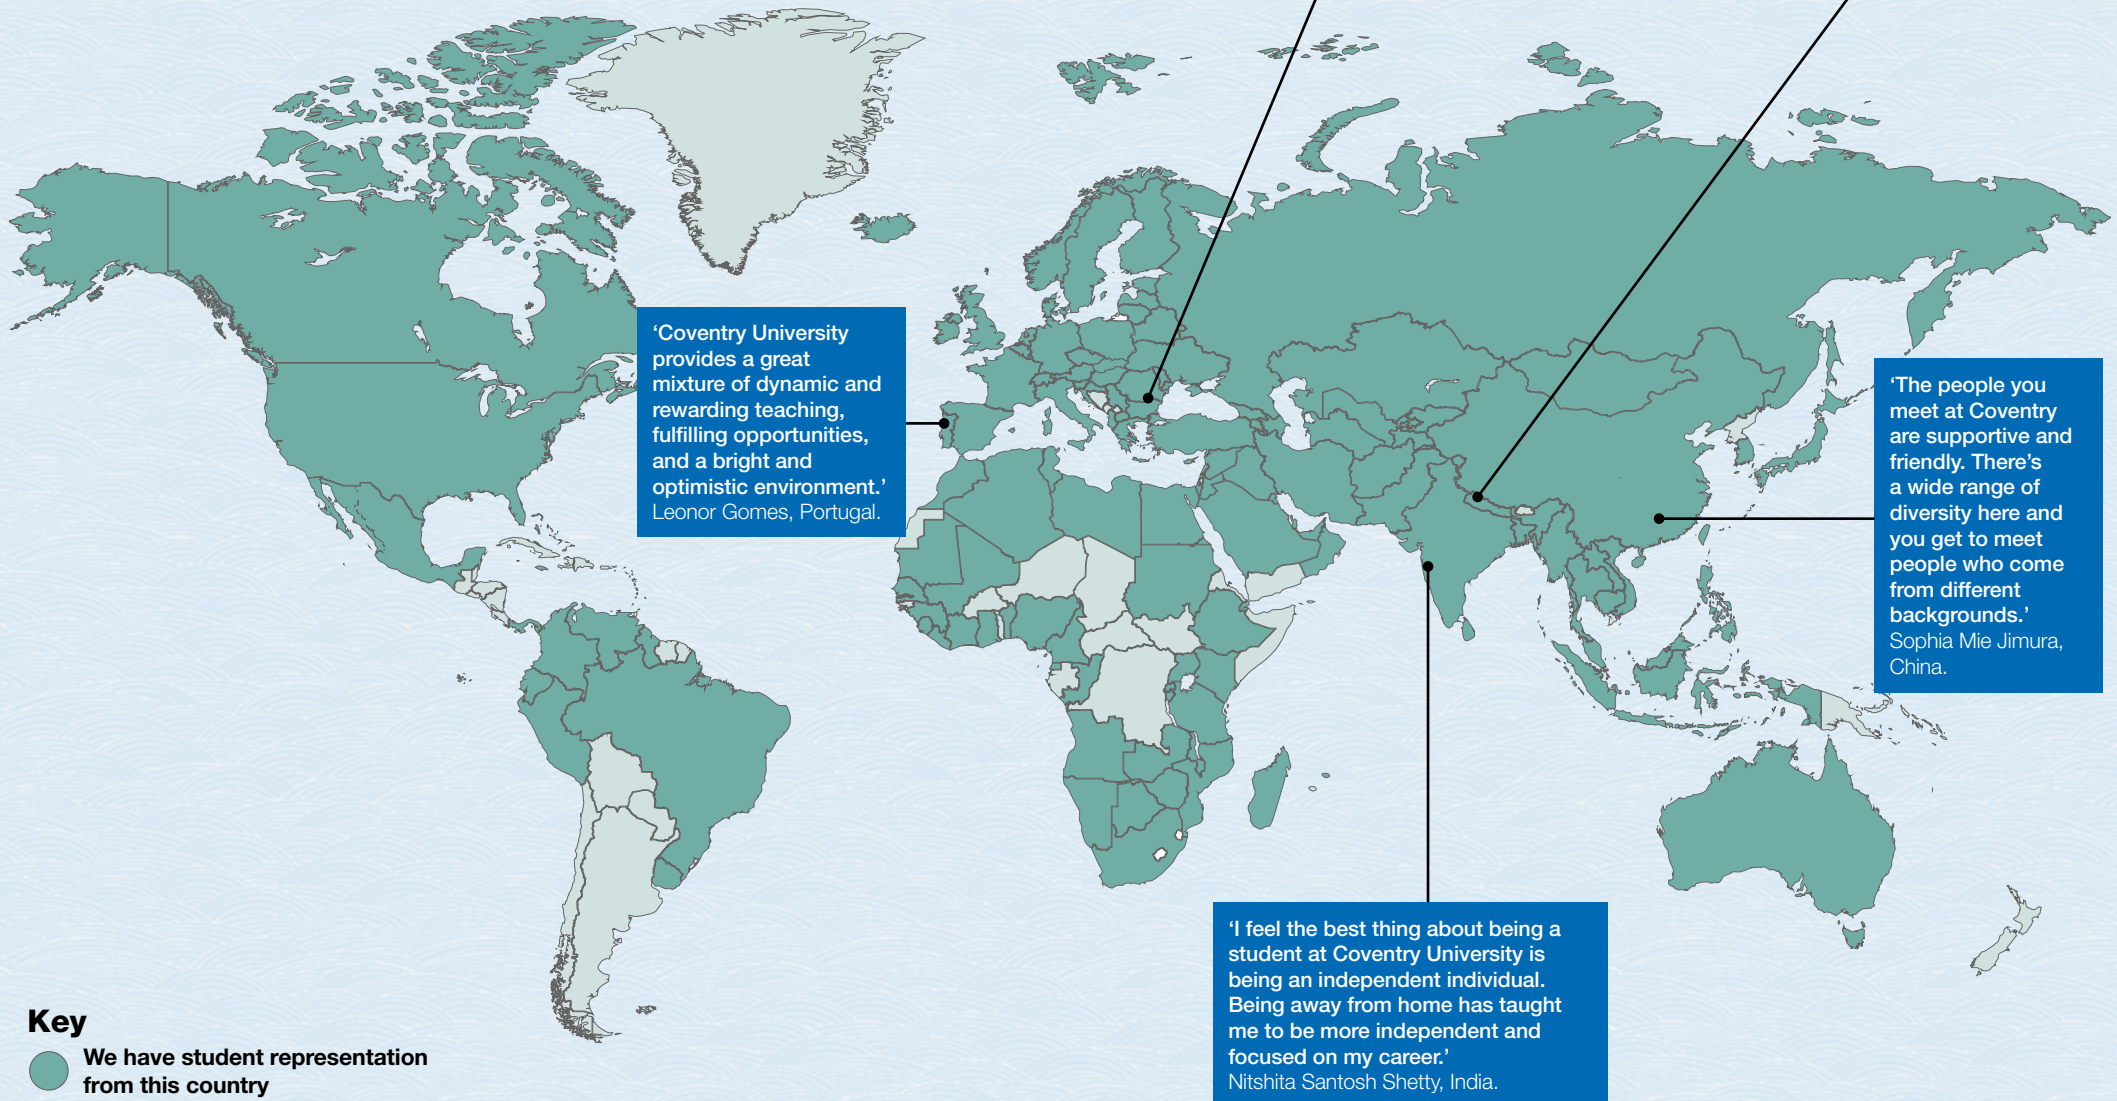 ‘Coventry University
provides a great
mixture of dynamic and
rewarding teaching,
fulfilling opportunities,
and a bright and
optimistic environment.’
Leonor Gomes, Portugal.
‘The people you
meet at Coventry
are supportive and
friendly. There’s
a wide range of
diversity here and
you get to meet
people who come
from different
backgrounds.’
Sophia Mie Jimura,
China.
‘I feel the best thing about being a
student at Coventry University is
being an independent individual.
Being away from home has taught
me to be more independent and
focused on my career.’
Nitshita Santosh Shetty, India.
Key
We have student representation
from this country